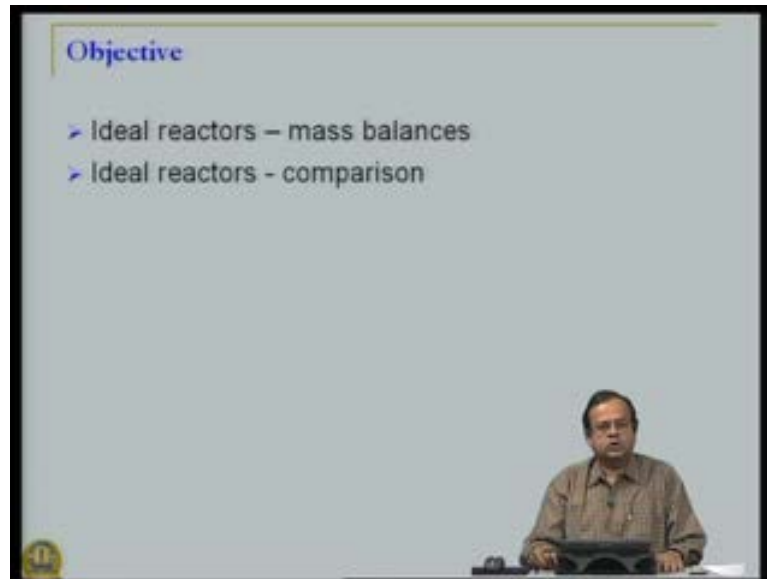 Objective
➢ Ideal reactors – mass balances
➢ Ideal reactors - comparison